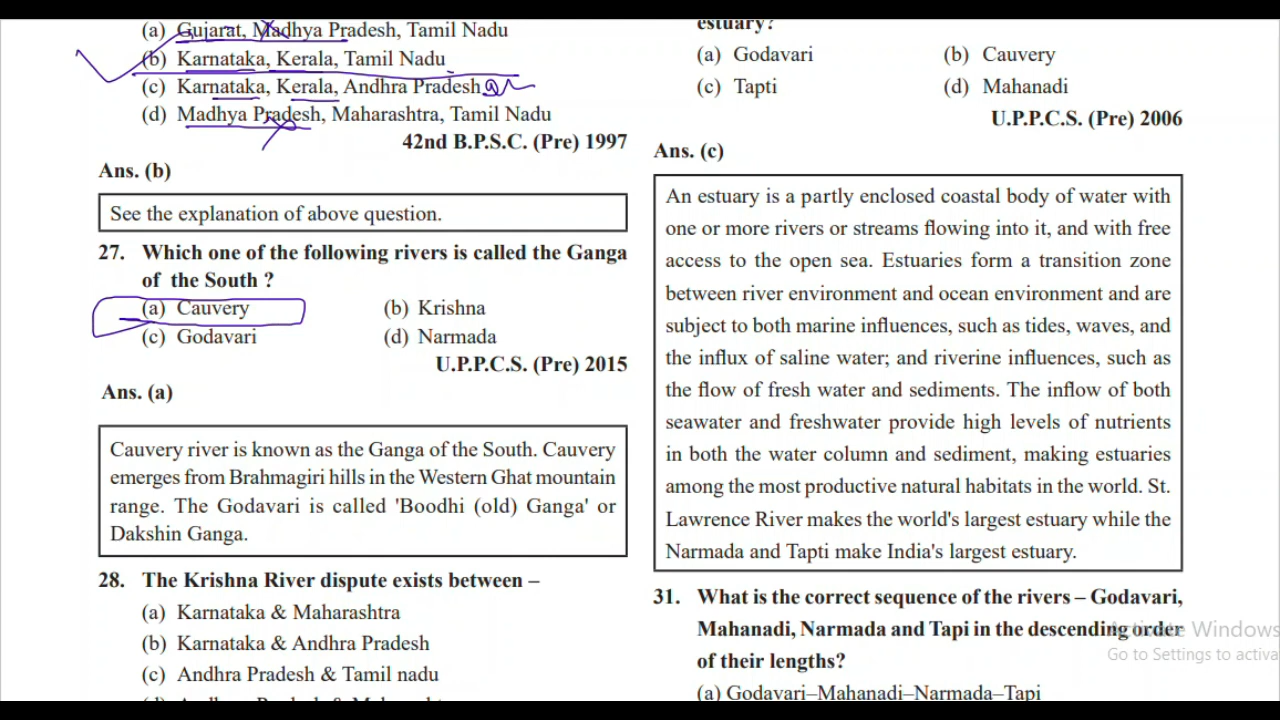 (a) Gujarat, Madhya Pradesh, Tamil Nadu
(b) Karnataka, Kerala, Tamil Nadu
(c) Karnataka, Kerala, Andhra Pradesh
(d) Madhya Pradesh, Maharashtra, Tamil Nadu
42nd B.P.S.C. (Pre) 1997
Ans. (b)
See the explanation of above question.
27. Which one of the following rivers is called the Ganga
of the South ?
(a) Cauvery (b) Krishna
(c) Godavari (d) Narmada
U.P.P.C.S. (Pre) 2015
Ans. (a)
Cauvery river is known as the Ganga of the South. Cauvery
emerges from Brahmagiri hills in the Western Ghat mountain
range. The Godavari is called 'Boodhi (old) Ganga' or
Dakshin Ganga.
28. The Krishna River dispute exists between –
(a) Karnataka & Maharashtra
(b) Karnataka & Andhra Pradesh
(c) Andhra Pradesh & Tamil nadu
estuary?
(a) Godavari (b) Cauvery
(c) Tapti (d) Mahanadi
U.P.P.C.S. (Pre) 2006
Ans. (c)
An estuary is a partly enclosed coastal body of water with
one or more rivers or streams flowing into it, and with free
access to the open sea. Estuaries form a transition zone
between river environment and ocean environment and are
subject to both marine influences, such as tides, waves, and
the influx of saline water; and riverine influences, such as
the flow of fresh water and sediments. The inflow of both
seawater and freshwater provide high levels of nutrients
in both the water column and sediment, making estuaries
among the most productive natural habitats in the world. St.
Lawrence River makes the world's largest estuary while the
Narmada and Tapti make India's largest estuary.
31. What is the correct sequence of the rivers – Godavari,
Mahanadi, Narmada and Tapi in the descending order
of their lengths?
(a) Godavari–Mahanadi–Narmada–Tapi
Activate Windows
Go to Settings to activa